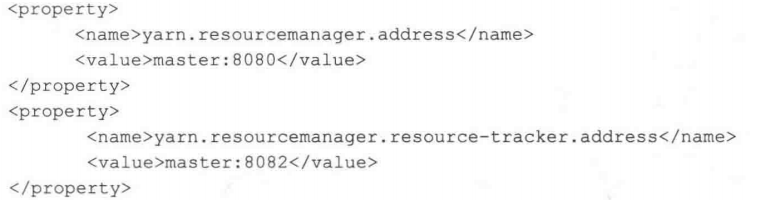 <property>
<name>yarn.resourcemanager.address</name>
<value>master:8080</value>
</property>
<property>
<name>yarn.resourcemanager.resource-tracker.address</name>
<value>master:8082</value>
</property>